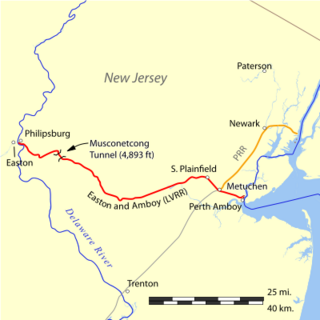 Paterson
New Jersey
Newark
Philipsburg
Musconetcong
Tunnel (4,893 ft)
PRR
Easton
S. Plainfield
Metuchen
Easton and Amboy (LVRR)
Perth Amboy
Delaware River
Trenton
25 mi.
40 km.